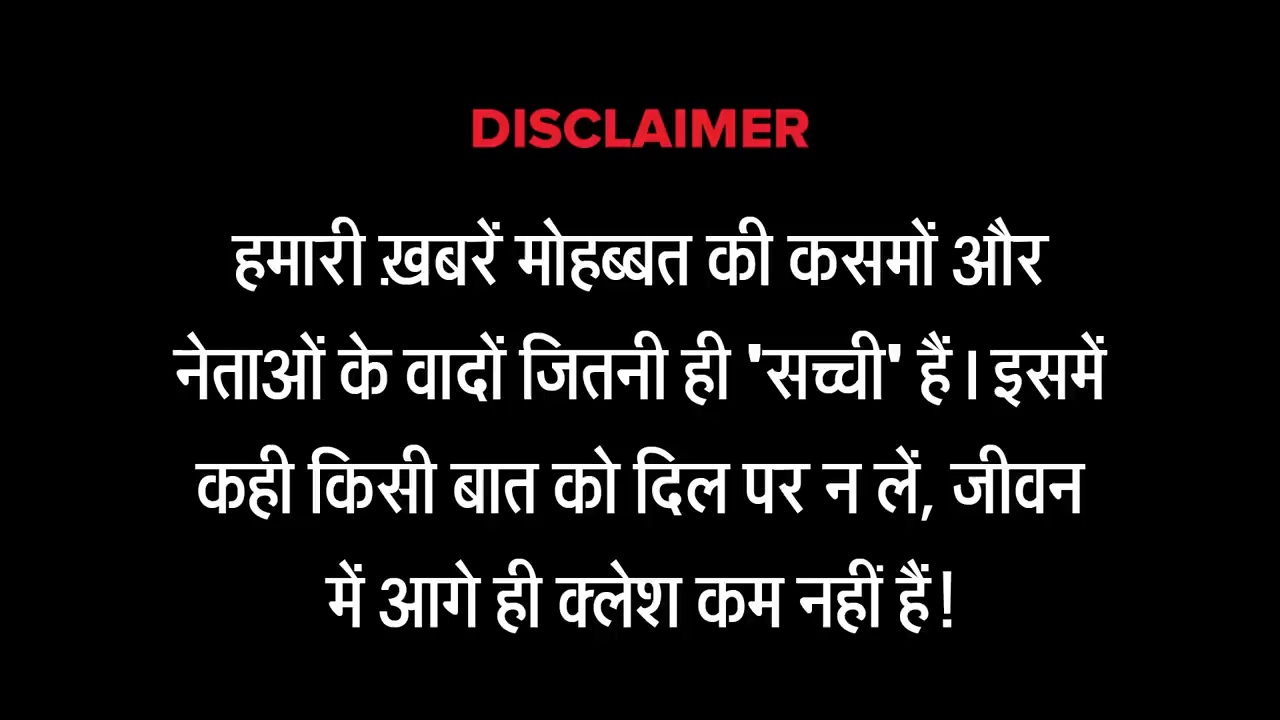 DISCLAIMER
हमारी ख़बरें मोहब्बत की कसमों और
नेताओं के वादों जितनी ही 'सच्ची' हैं। इसमें
कही किसी बात को दिल पर न लें, जीवन
में आगे ही क्लेश कम नहीं हैं!